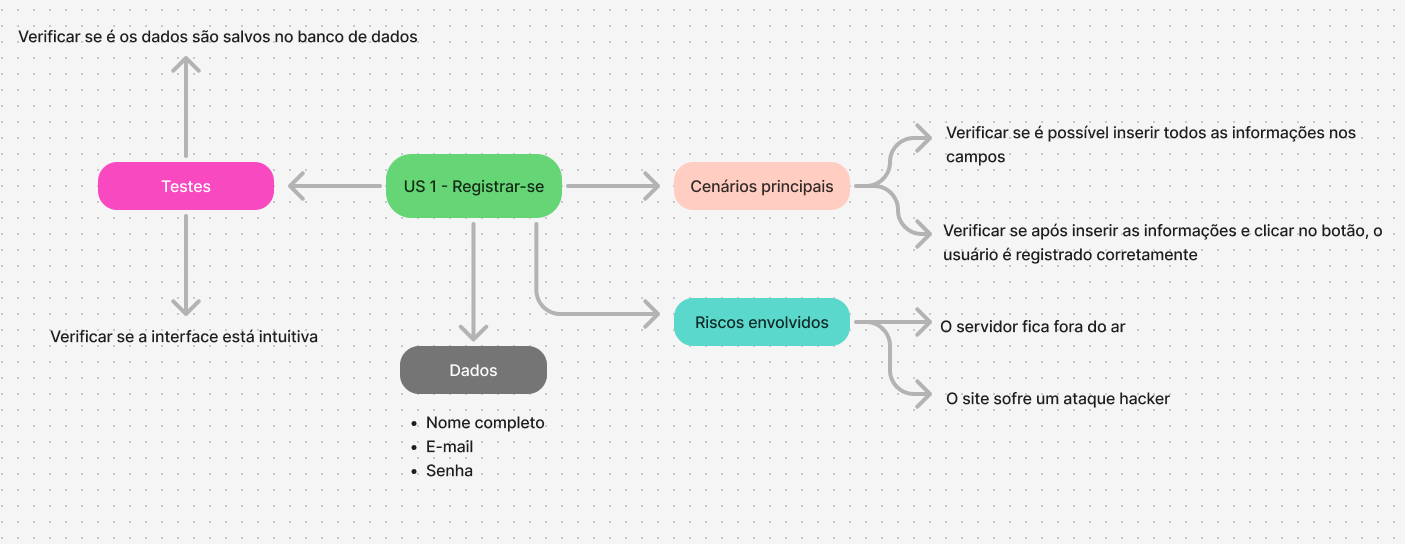 Verificar se é os dados são salvos no banco de dados
Testes
Verificar se a interface está intuitiva
US 1 - Registrar-se
Dados
• Nome completo
• E-mail
• Senha
Cenários principais
Verificar se é possível inserir todos as informações nos
campos
Verificar se após inserir as informações e clicar no botão, o
usuário é registrado corretamente
Riscos envolvidos
O servidor fica fora do ar
O site sofre um ataque hacker